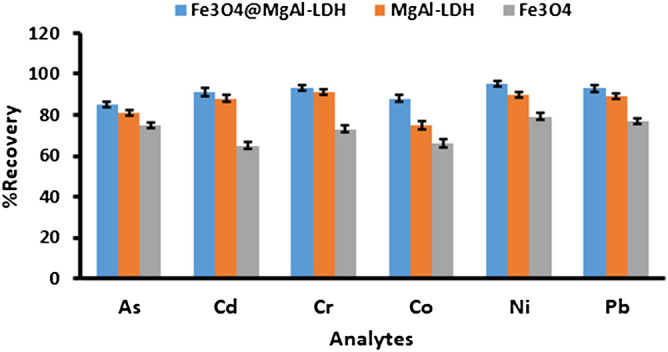 Fe3O4@MgAl-LDH MgAl-LDH Fe3O4
120
100
80
60
40
20
0
%Recovery
As Cd Cr Co Ni Pb
Analytes